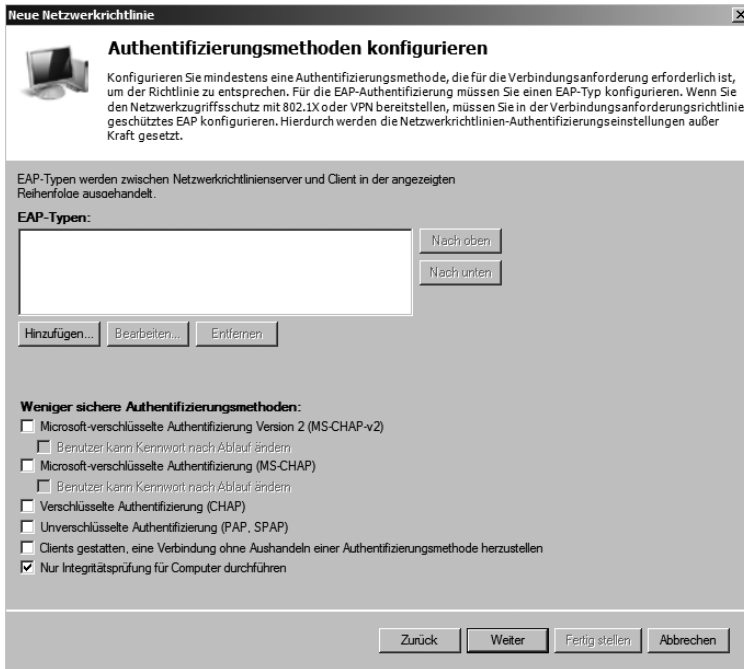 Neue Netzwerkrichtlinie
Authentifizierungsmethoden konfigurieren
Konfigurieren Sie mindestens eine Authentifizierungsmethode, die für die Verbindungsanforderung erforderlich ist,
um der Richtlinie zu entsprechen. Für die EAP-Authentifizierung müssen Sie einen EAP-Typ konfigurieren. Wenn Sie
den Netzwerkzugriffsschutz mit 802.1X oder VPN bereitstellen, müssen Sie in der Verbindungsanforderungsrichtlinie
geschütztes EAP konfigurieren. Hierdurch werden die Netzwerkrichtlinien-Authentifizierungseinstellungen außer
Kraft gesetzt.
EAP-Typen werden zwischen Netzwerkrichtlinienserver und Client in der angezeigten
Reihenfolge ausgehandelt.
EAP-Typen:
Nach oben
Nach unten
Hinzufügen... Bearbeiten... Entfernen
Weniger sichere Authentifizierungsmethoden:
Microsoft-verschlüsselte Authentifizierung Version 2 (MS-CHAP-v2)
Benutzer kann Kennwort nach Ablauf ändern
Microsoft-verschlüsselte Authentifizierung (MS-CHAP)
Benutzer kann Kennwort nach Ablauf ändern
Verschlüsselte Authentifizierung (CHAP)
Unverschlüsselte Authentifizierung (PAP, SPAP)
Clients gestatten, eine Verbindung ohne Aushandeln einer Authentifizierungsmethode herzustellen
Nur Integritätsprüfung für Computer durchführen
Zurück Weiter Fertig stellen Abbrechen